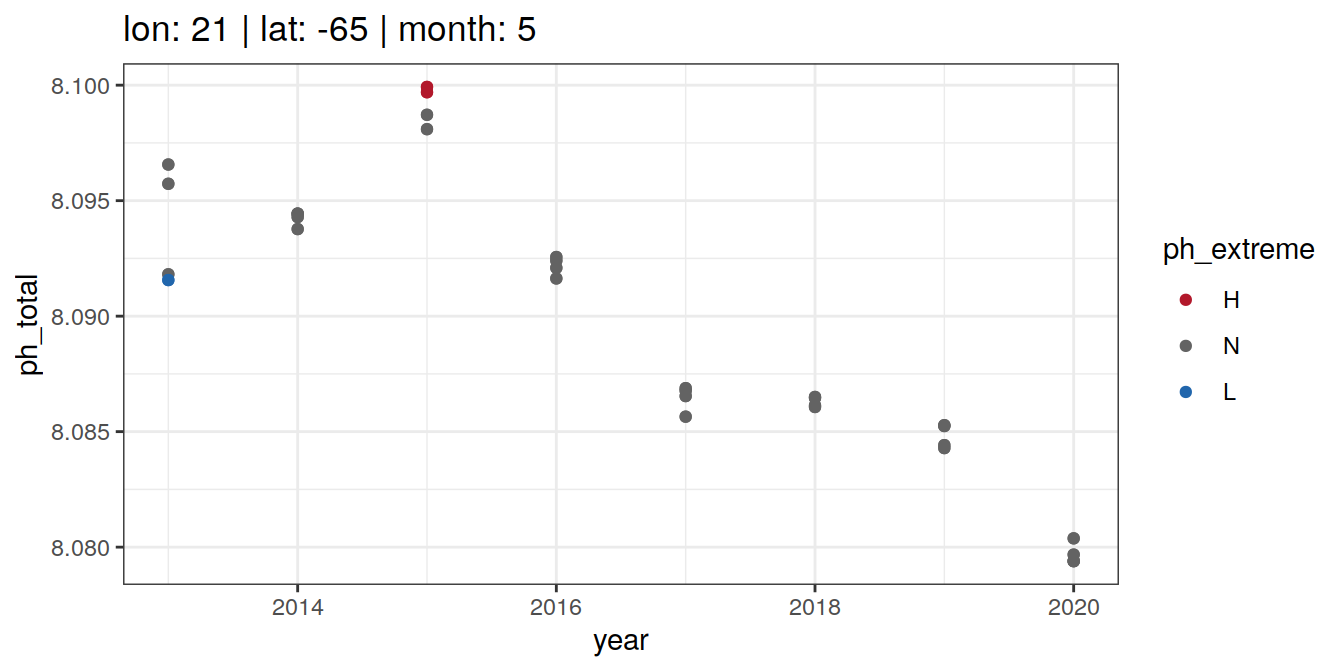 lon: 21 | lat: -65 | month: 5
8.100
8.095
8.090
8.085
8.080
ph_total
2014 2016 2018 2020
year
ph_extreme
H
N
L